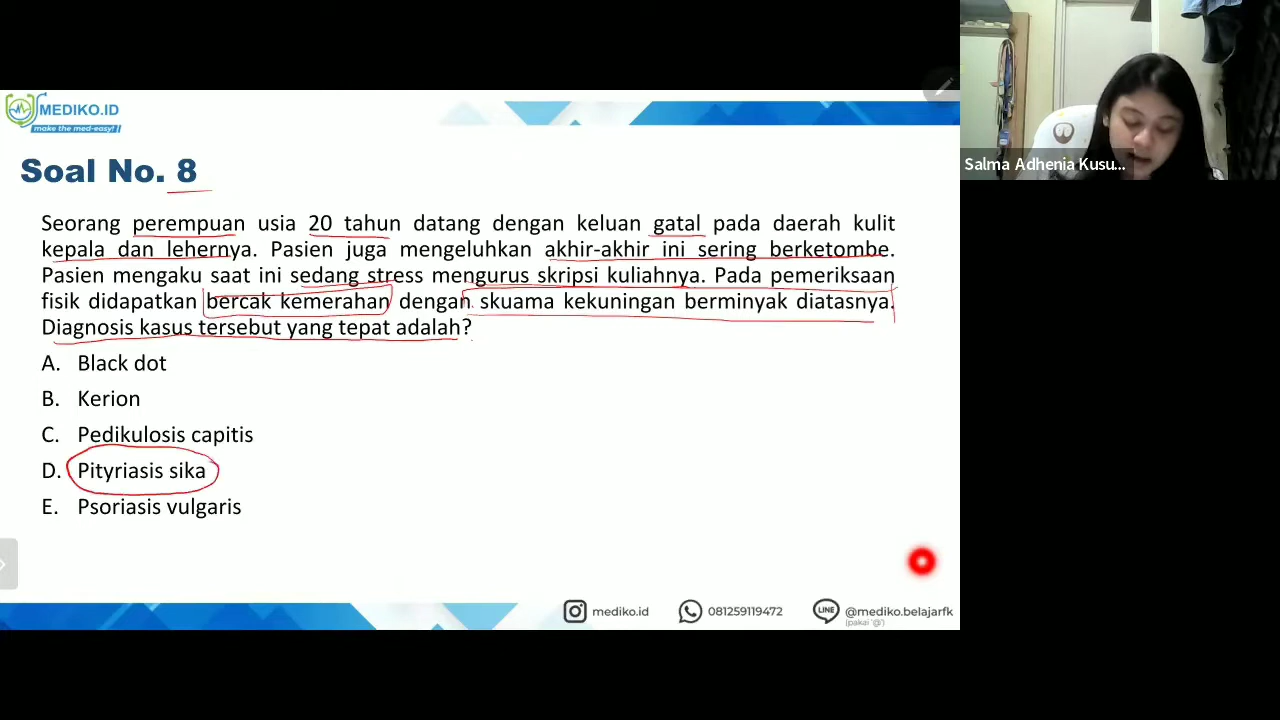 MEDIKO.ID
make the med-easy!
Soal No. 8
Seorang perempuan usia 20 tahun datang dengan keluan gatal pada daerah kulit
kepala dan lehernya. Pasien juga mengeluhkan akhir-akhir ini sering berketombe.
Pasien mengaku saat ini sedang stress mengurus skripsi kuliahnya. Pada pemeriksaan
fisik didapatkan bercak kemerahan dengan skuama kekuningan berminyak diatasnya.
Diagnosis kasus tersebut yang tepat adalah?
A. Black dot
B. Kerion
C. Pedikulosis capitis
D. Pityriasis sika
E. Psoriasis vulgaris
mediko.id
081259119472
LINE
@mediko.belajarfk
(pakai '@')
Salma Adhenia Kusu...